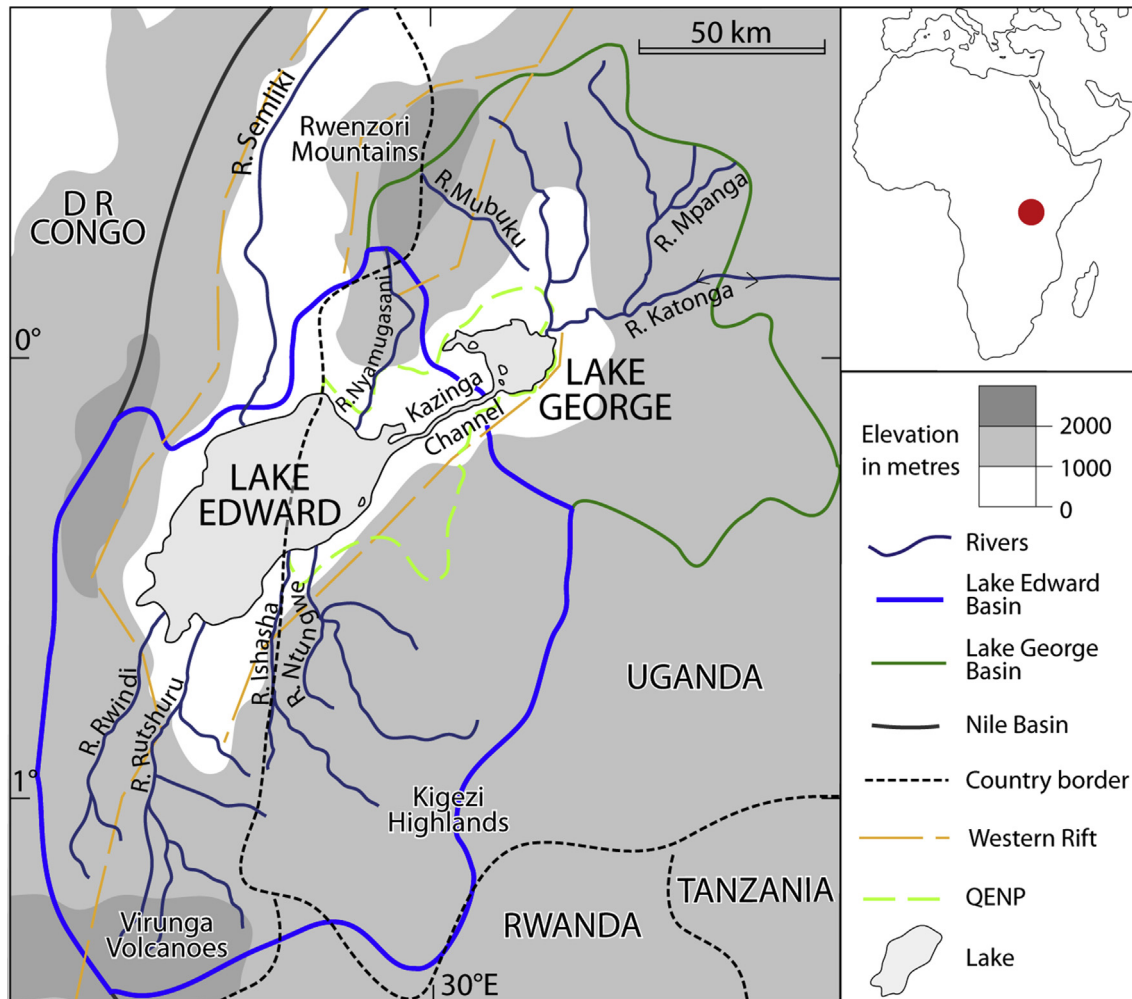 50 km
R. Semliki
Rwenzori
Mountains
D R
CONGO
R.Mubuku
R. Mpanga
R. Katonga
R.Nyamugasani
0°
Kazinga
Channel
LAKE
GEORGE
LAKE
EDWARD
R. Ishasha
R. Ntungwe
R. Rwindi
R. Rutshuru
UGANDA
1°
Kigezi
Highlands
TANZANIA
RWANDA
Virunga
Volcanoes
30°E
Elevation
in metres
2000
1000
0
Rivers
Lake Edward
Basin
Lake George
Basin
Nile Basin
Country border
Western Rift
QENP
Lake